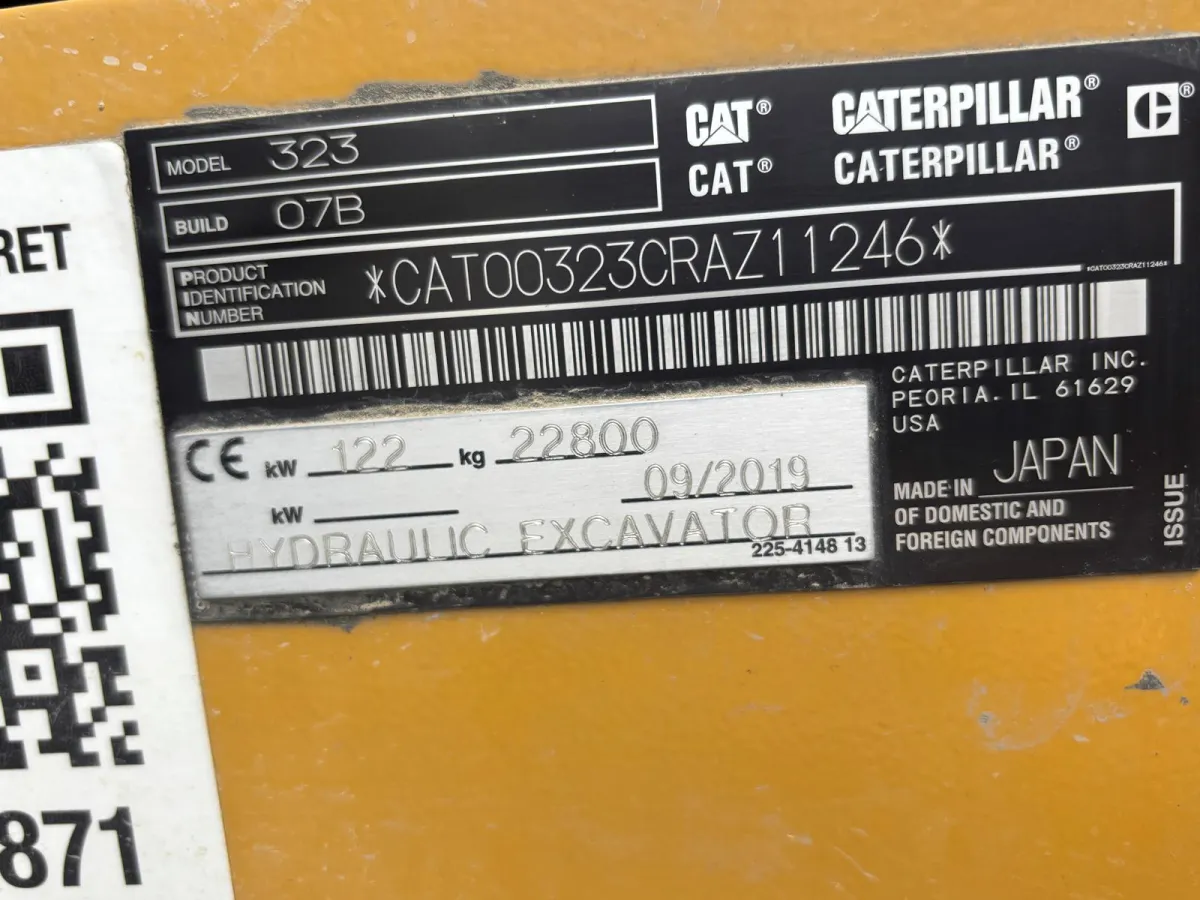 RET
871
MODEL 323
BUILD 07B
CAT® CATERPILLAR® ®
CAT® CATERPILLAR®
PRODUCT
IDENTIFICATION
NUMBER
*CAT00323CRAZ11246*
*CAT00323CRAZ11246*
CE kW 122 kg 22800
09/2019
kW
HYDRAULIC EXCAVATOR
225-4148 13
CATERPILLAR INC.
PEORIA. IL 61629
USA
MADE IN JAPAN
OF DOMESTIC AND
FOREIGN COMPONENTS
ISSUE